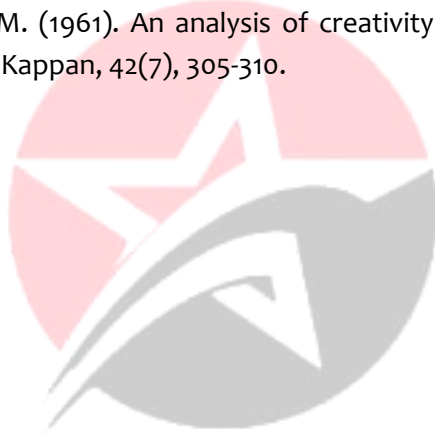 M. (1961). An analysis of creativity
Kappan, 42(7), 305-310.